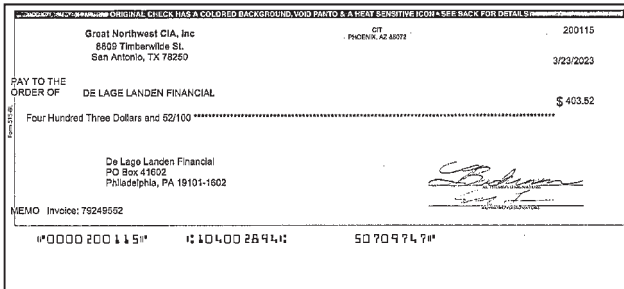 ORIGINAL CHECK HAS A COLORED BACKGROUND, VOID PANTO & A HEAT SENSITIVE ICON • SEE BACK FOR DETAILS
Great Northwest CIA, Inc
8809 Timberwilde St.
San Antonio, TX 78250
CIT
PHOENIX, AZ 85072
200115
3/23/2023
PAY TO THE
ORDER OF DE LAGE LANDEN FINANCIAL
$ 403.52
Four Hundred Three Dollars and 52/100 ****************************************
De Lage Landen Financial
PO Box 41602
Philadelphia, PA 19101-1602
MEMO Invoice: 79249552
⑈0000200115⑈ ⑆104002894⑆ 50709747⑈